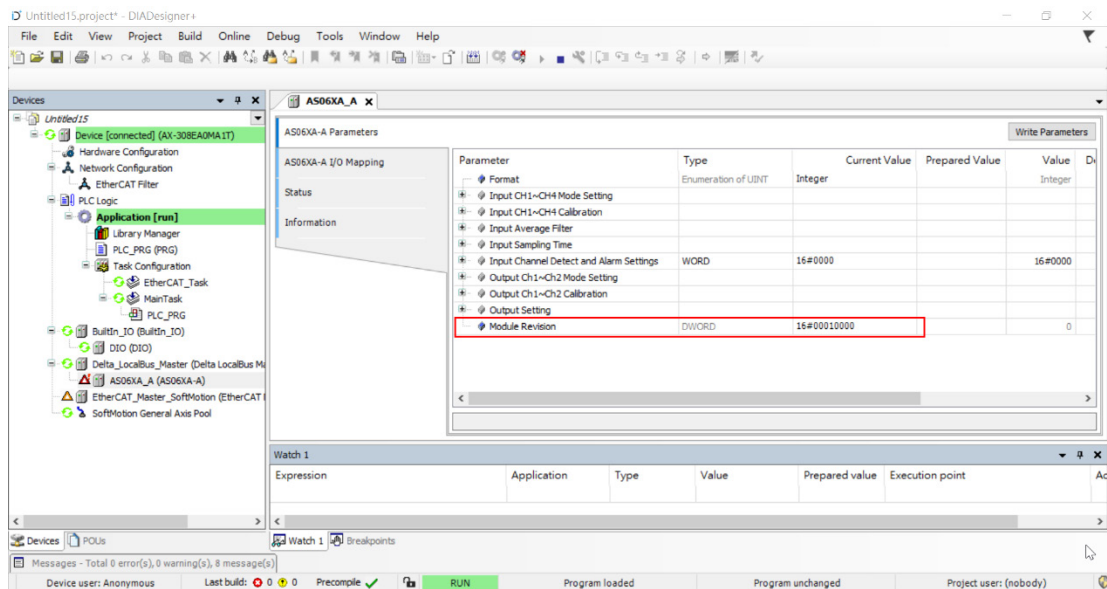 Untitled15.project* - DIADesigner+
File Edit View Project Build Online Debug Tools Window Help
Devices
Untitled15
Device [connected] (AX-308EA0MA1T)
Hardware Configuration
Network Configuration
EtherCAT Filter
PLC Logic
Application [run]
Library Manager
PLC_PRG (PRG)
Task Configuration
EtherCAT_Task
MainTask
PLC_PRG
BuiltIn_IO (BuiltIn_IO)
DIO (DIO)
Delta_LocalBus_Master (Delta LocalBus Ma
AS06XA_A (AS06XA-A)
EtherCAT_Master_SoftMotion (EtherCAT
SoftMotion General Axis Pool
Devices POUs
AS06XA_A
AS06XA-A Parameters
AS06XA-A I/O Mapping
Status
Information
Write Parameters
Parameter Type Current Value Prepared Value Value
Format Enumeration of UINT Integer Integer
Input CH1~CH4 Mode Setting
Input CH1~CH4 Calibration
Input Average Filter
Input Sampling Time
Input Channel Detect and Alarm Settings WORD 16#0000 16#0000
Output Ch1~Ch2 Mode Setting
Output Ch1~Ch2 Calibration
Output Setting
Module Revision DWORD 16#00010000 0
Watch 1
Expression Application Type Value Prepared value Execution point
Watch 1 Breakpoints
Messages - Total 0 error(s), 0 warning(s), 8 message(s)
Device user: Anonymous Last build: 0 0 Precompile RUN Program loaded Program unchanged Project user: (nobody)